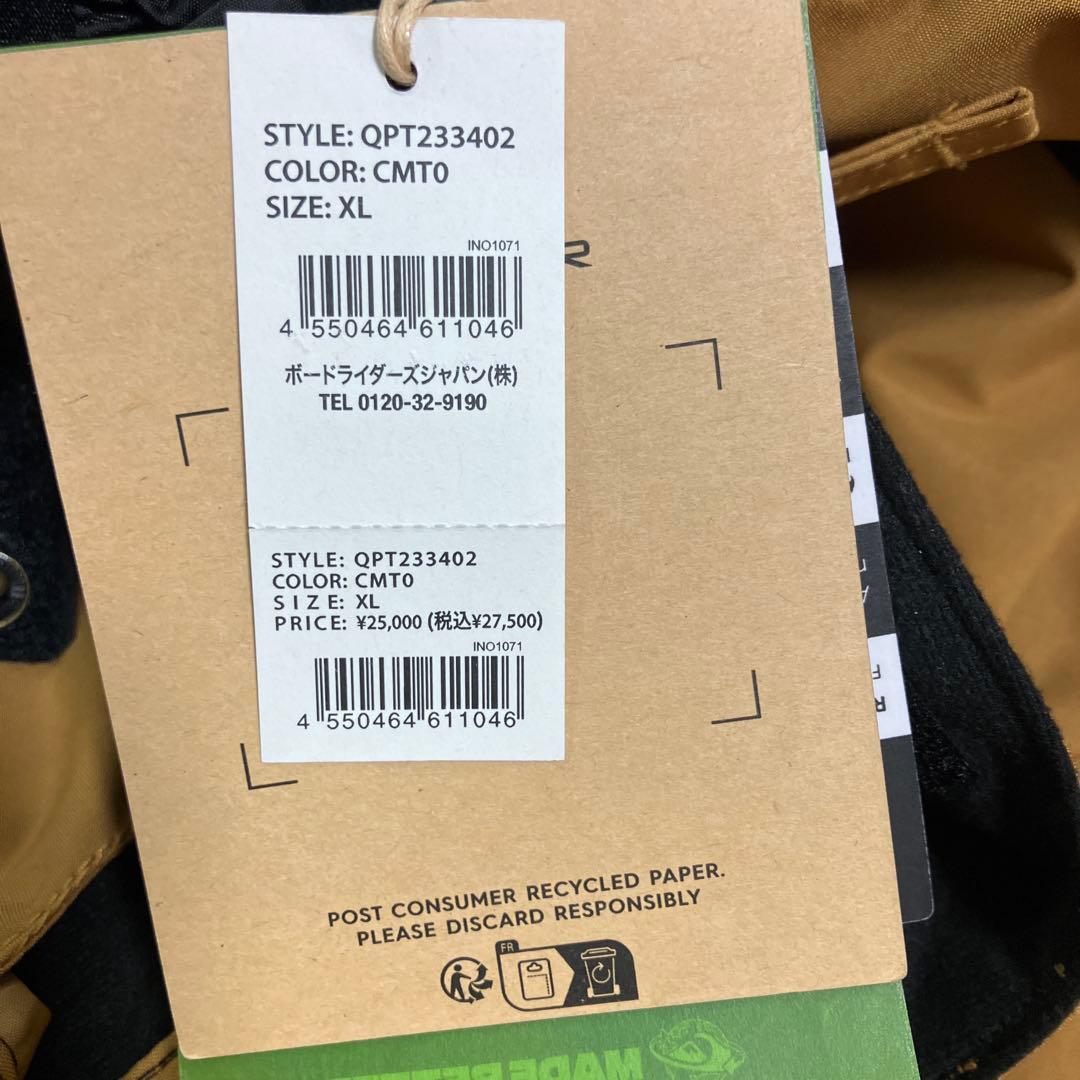 STYLE: QPT233402
COLOR: CMT0
SIZE: XL
INO1071
4 550464 611046
ボードライダーズジャパン(株)
TEL 0120-32-9190
STYLE: QPT233402
COLOR: CMT0
SIZE: XL
PRICE: ¥25,000 (税込¥27,500)
INO1071
4 550464 611046
POST CONSUMER RECYCLED PAPER.
PLEASE DISCARD RESPONSIBLY
FR